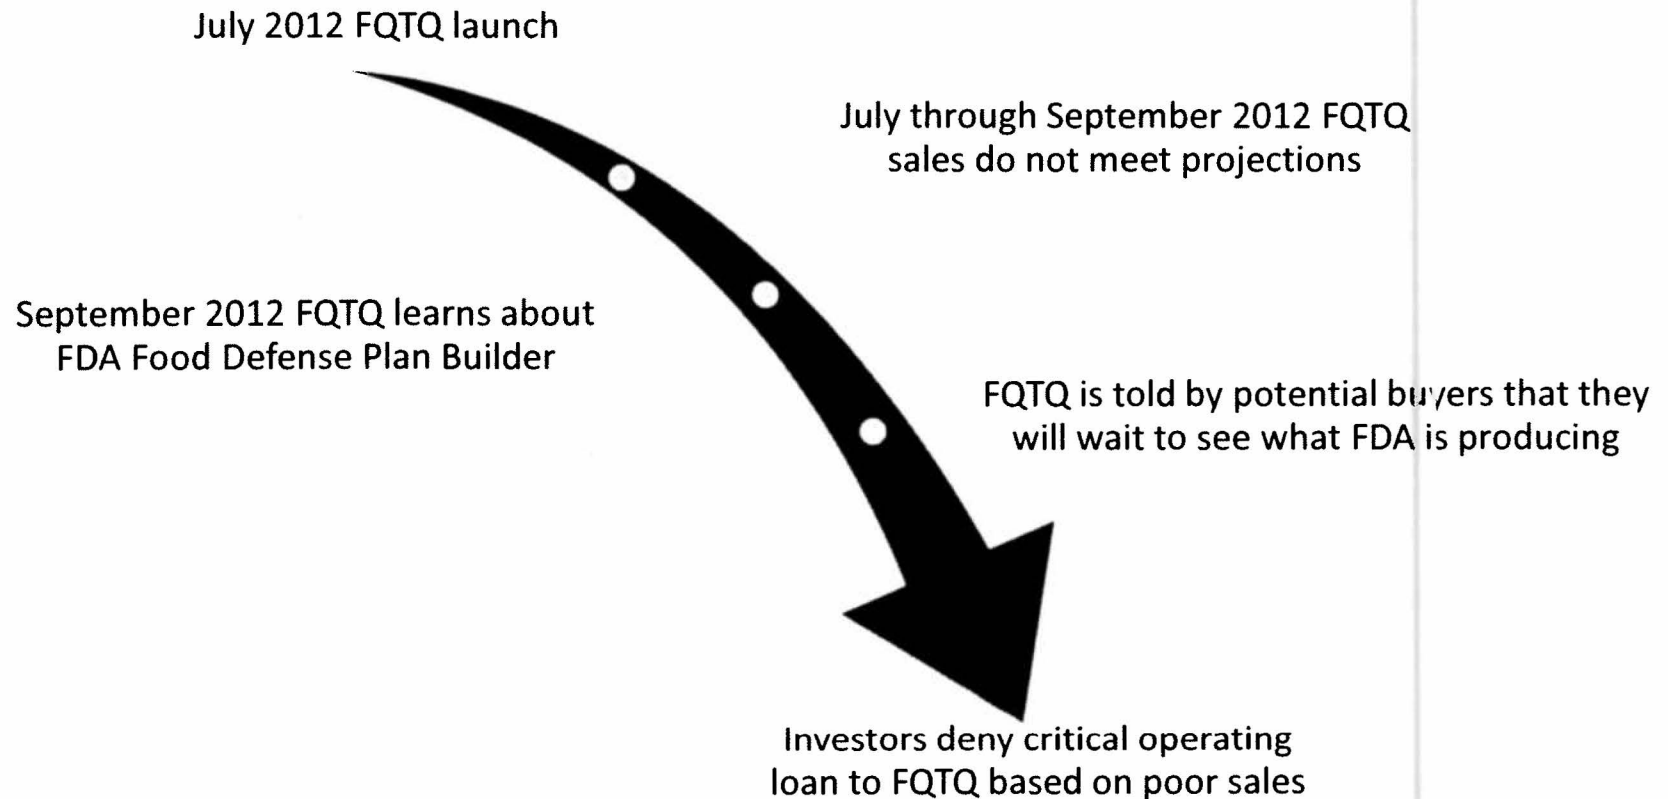 July 2012 FQTQ launch
July through September 2012 FQTQ
sales do not meet projections
September 2012 FQTQ learns about
FDA Food Defense Plan Builder
FQTQ is told by potential buyers that they
will wait to see what FDA is producing
Investors deny critical operating
loan to FQTQ based on poor sales